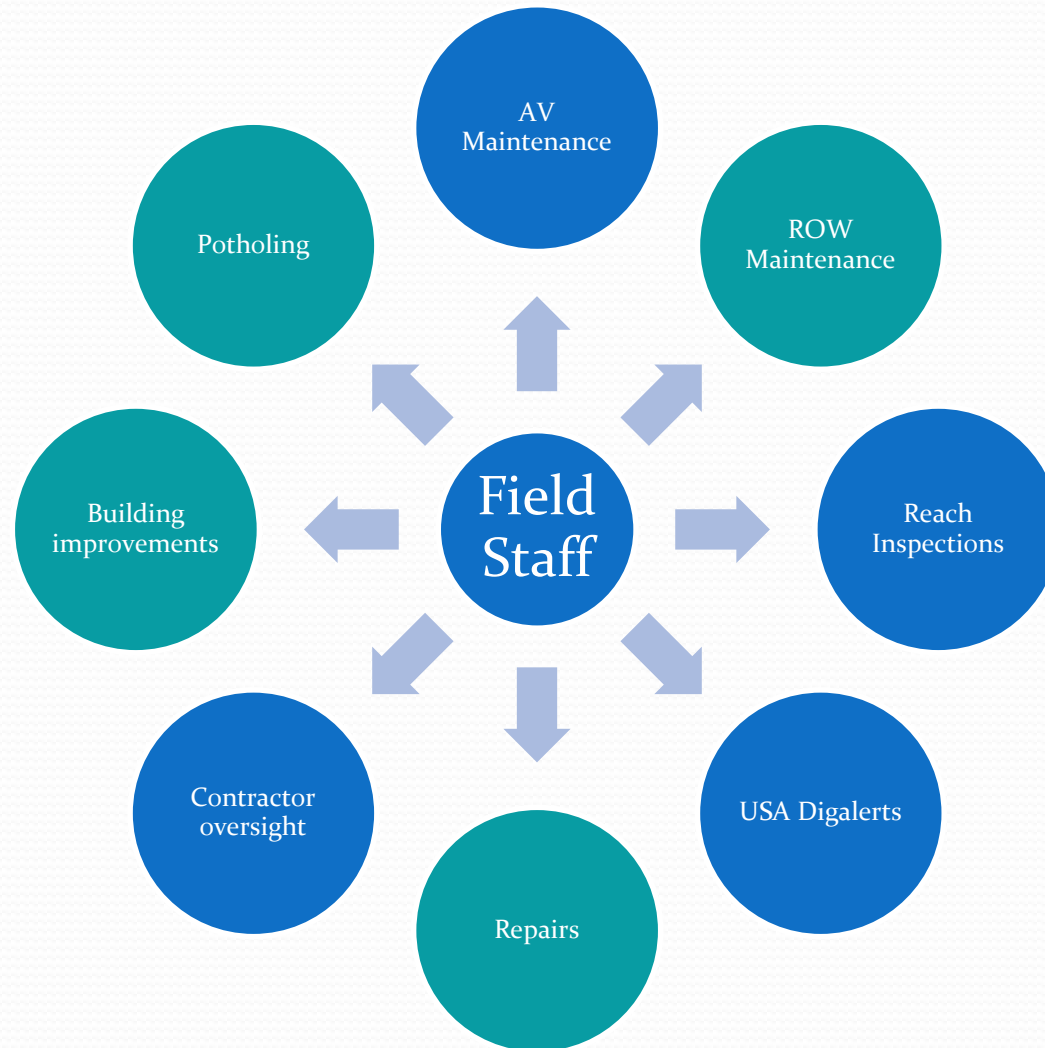 AV
Maintenance
ROW
Maintenance
Potholing
Field
Staff
Building
improvements
Reach
Inspections
Contractor
oversight
USA Digalerts
Repairs